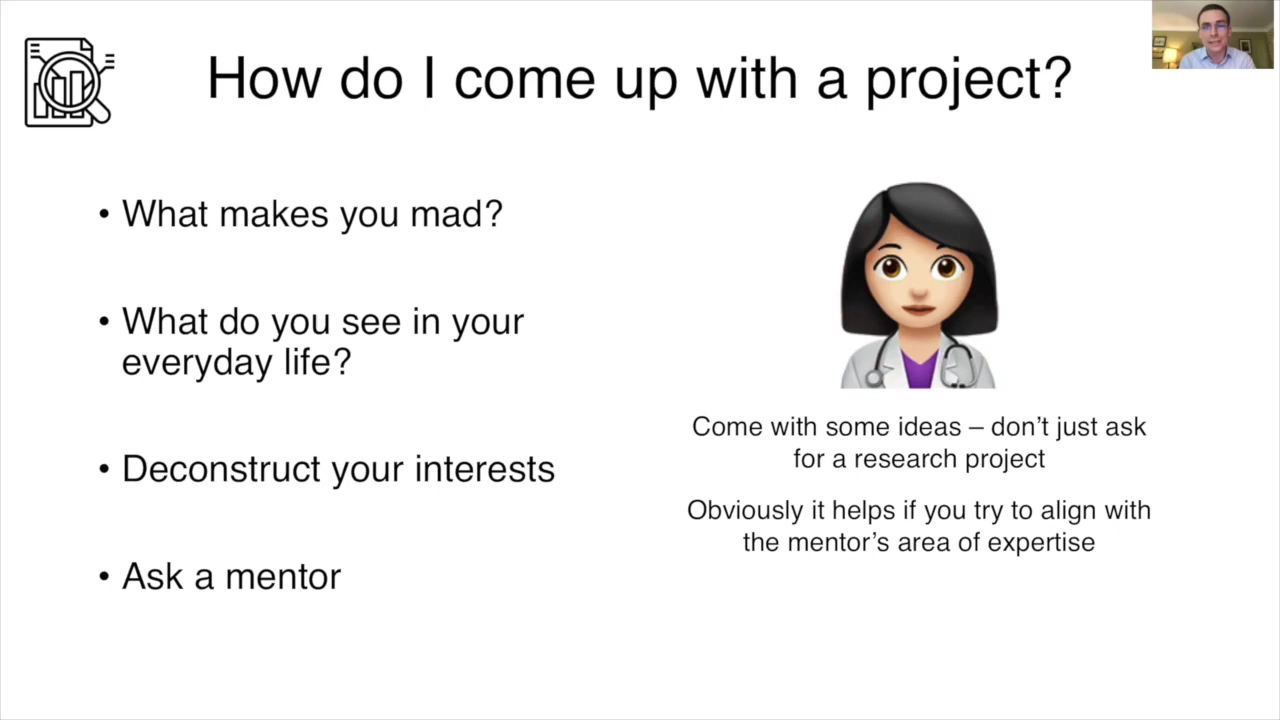 How do I come up with a project?
• What makes you mad?
• What do you see in your
everyday life?
• Deconstruct your interests
• Ask a mentor
Come with some ideas – don’t just ask
for a research project
Obviously it helps if you try to align with
the mentor’s area of expertise